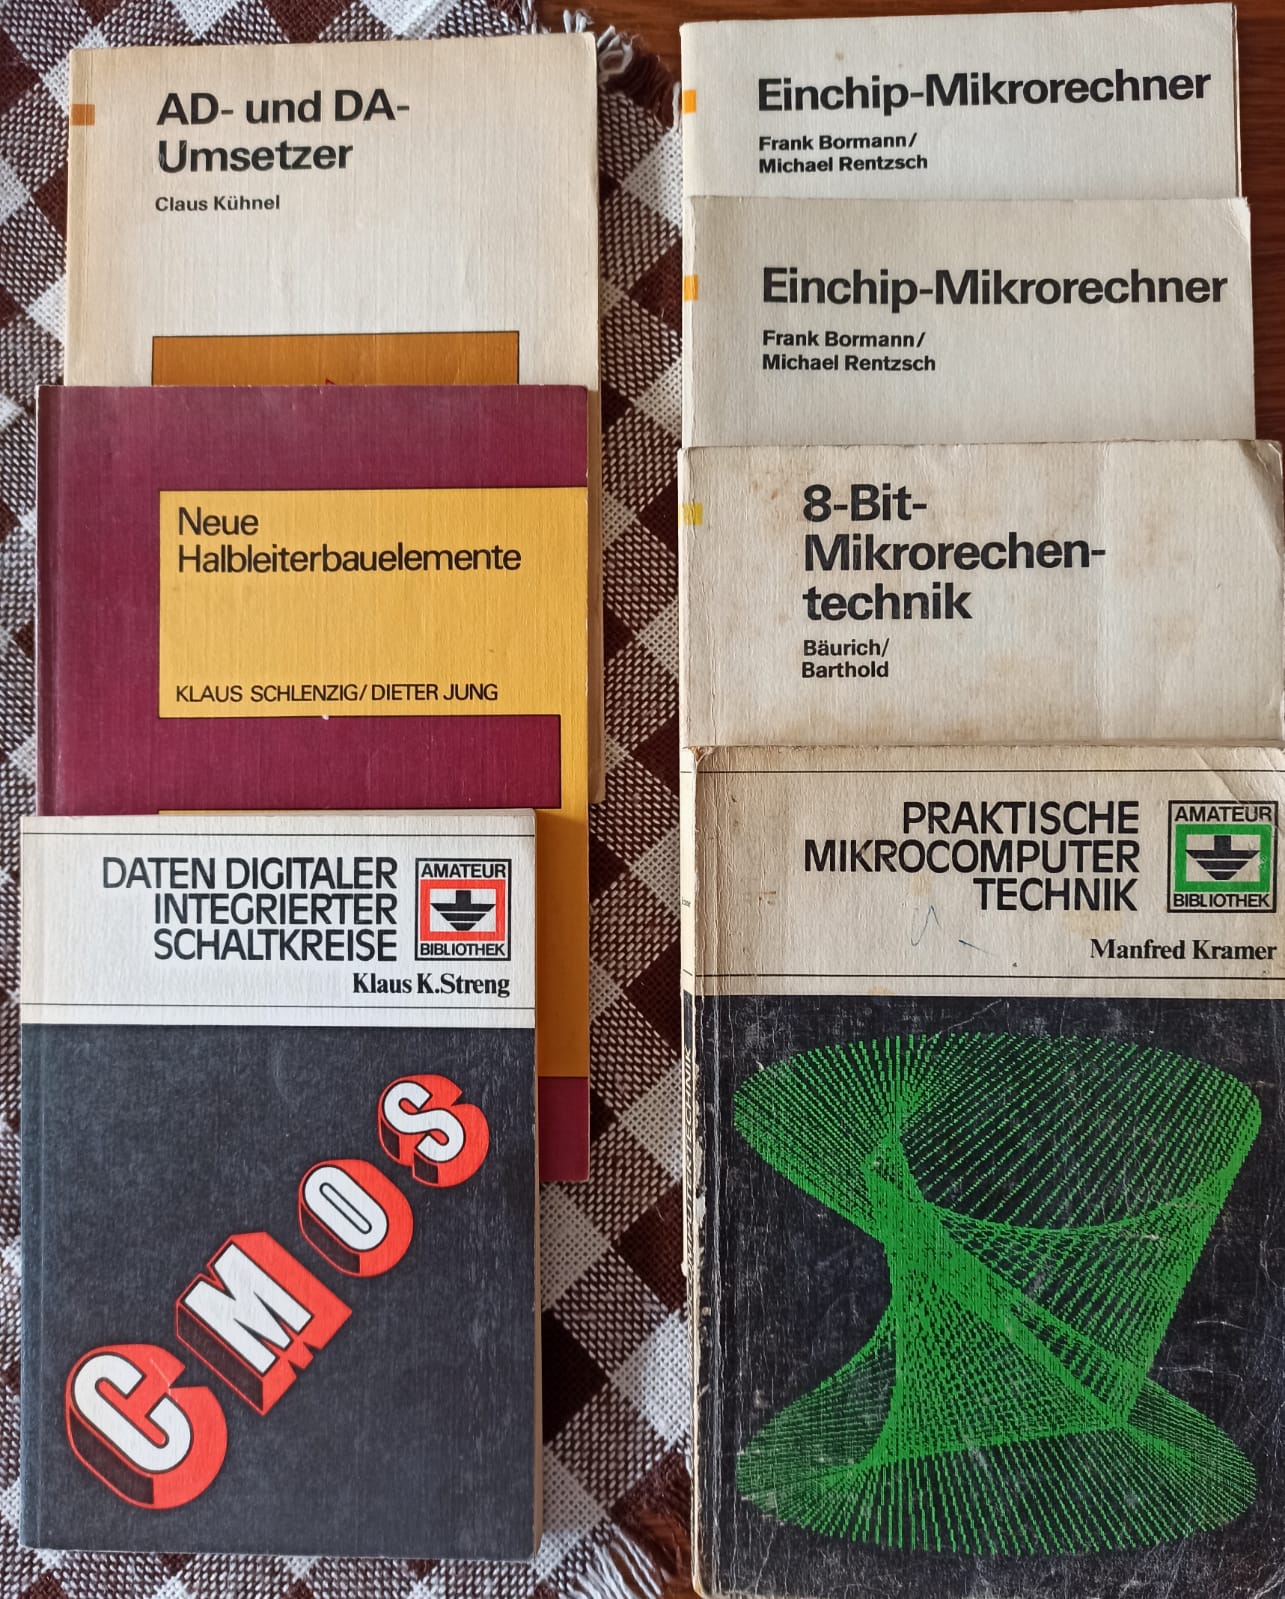 AD- und DA-
Umsetzer
Claus Kühnel
Neue
Halbleiterbauelemente
KLAUS SCHLENZIG/DIETER JUNG
DATEN DIGITALER
INTEGRIERTER
SCHALTKREISE
AMATEUR
BIBLIOTHEK
Klaus K.Streng
CMOS
Einchip-Mikrorechner
Frank Bormann/
Michael Rentzsch
Einchip-Mikrorechner
Frank Bormann/
Michael Rentzsch
8-Bit-
Mikrorechen-
technik
Bäurich/
Barthold
PRAKTISCHE
MIKROCOMPUTER
TECHNIK
AMATEUR
BIBLIOTHEK
Manfred Kramer